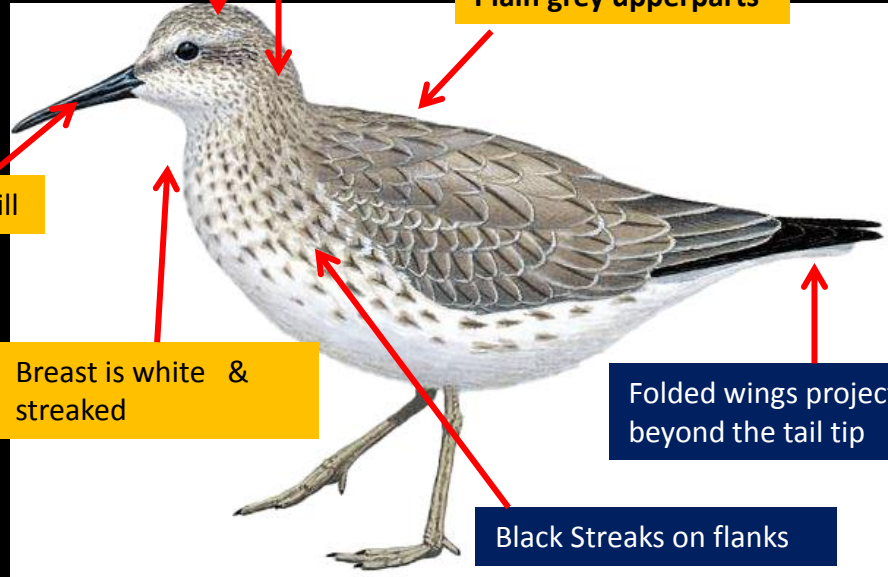 Plain grey upperparts
ill
Breast is white &
streaked
Folded wings project
beyond the tail tip
Black Streaks on flanks